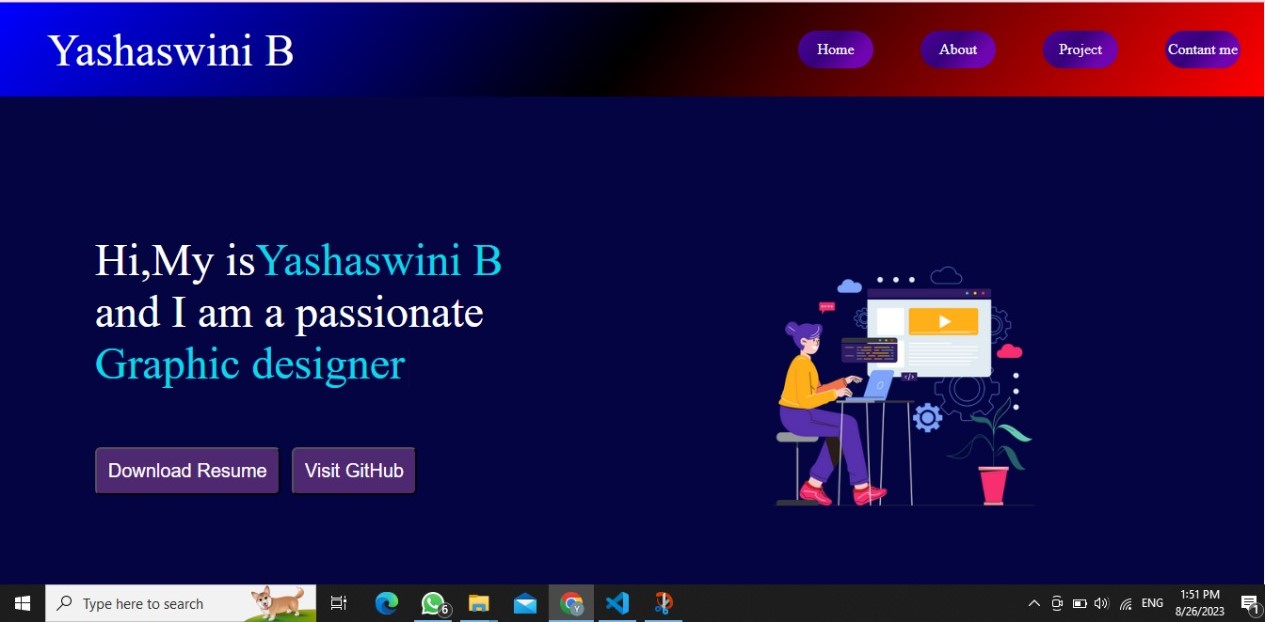 Yashaswini B
Home
About
Project
Contant me
Hi,My isYashaswini B
and I am a passionate
Graphic designer
Download Resume
Visit GitHub
</>
Type here to search
6
Y
ENG
1:51 PM
8/26/2023
1